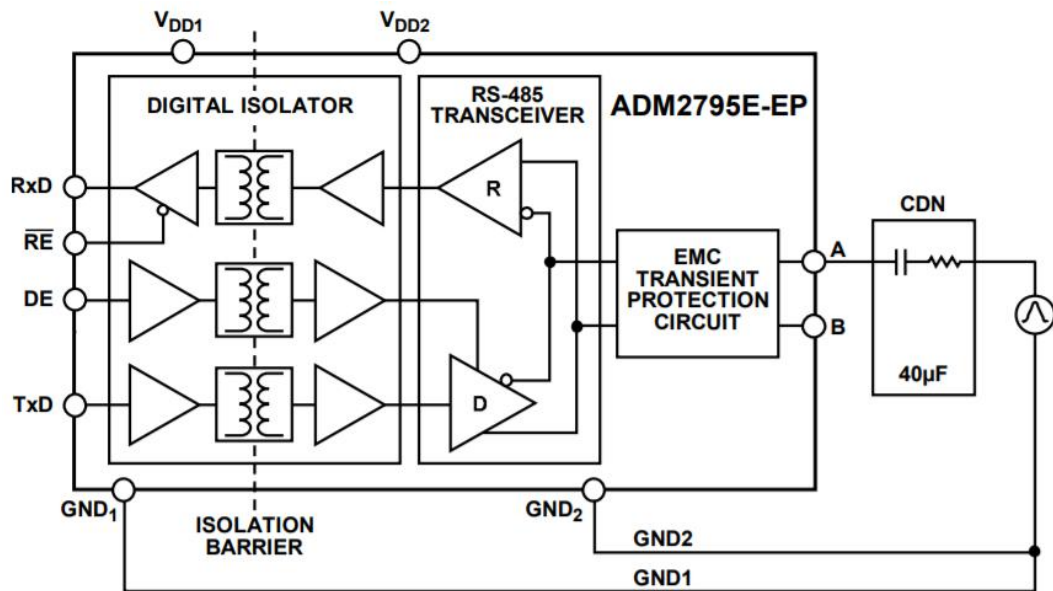 VDD1
VDD2
DIGITAL ISOLATOR
RS-485
TRANSCEIVER
ADM2795E-EP
RxD
R
CDN
RE
EMC
TRANSIENT
PROTECTION
CIRCUIT
A
DE
B
TxD
D
40µF
GND1
ISOLATION
BARRIER
GND2
GND2
GND1